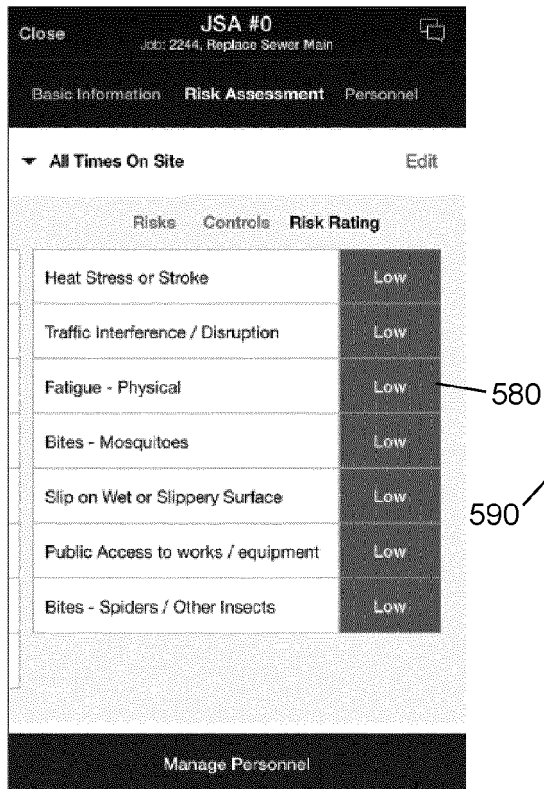 Close JSA #0
Job: 2244, Replace Sewer Main
Basic Information Risk Assessment Personnel
All Times On Site Edit
Risks Controls Risk Rating
Heat Stress or Stroke Low
Traffic Interference / Disruption Low
Fatigue - Physical Low 580
Bites - Mosquitoes Low
Slip on Wet or Slippery Surface Low
590
Public Access to works / equipment Low
Bites - Spiders / Other Insects Low
Manage Personnel